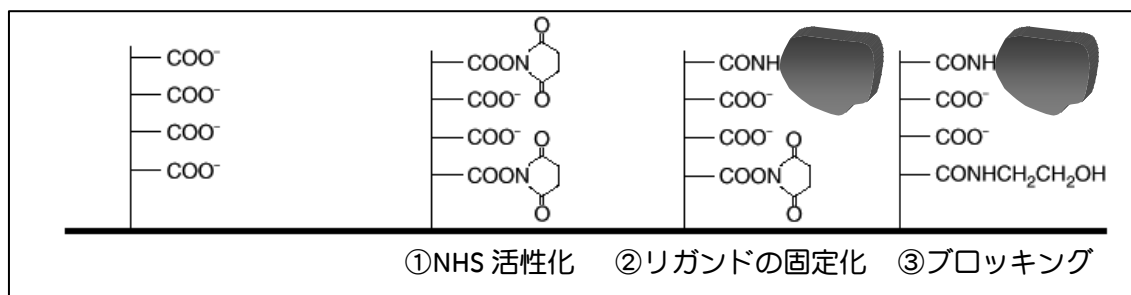 COO⁻
COO⁻
COO⁻
COO⁻
O
COON
O
COO⁻
COO⁻
O
COON
O
CONH
COO⁻
COO⁻
O
COON
O
CONH
COO⁻
COO⁻
CONHCH₂CH₂OH
①NHS 活性化 ②リガンドの固定化 ③ブロッキング